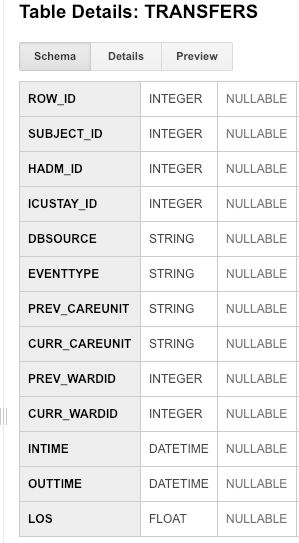 Table Details: TRANSFERS
Schema Details Preview
ROW_ID INTEGER NULLABLE
SUBJECT_ID INTEGER NULLABLE
HADM_ID INTEGER NULLABLE
ICUSTAY_ID INTEGER NULLABLE
DBSOURCE STRING NULLABLE
EVENTTYPE STRING NULLABLE
PREV_CAREUNIT STRING NULLABLE
CURR_CAREUNIT STRING NULLABLE
PREV_WARDID INTEGER NULLABLE
CURR_WARDID INTEGER NULLABLE
INTIME DATETIME NULLABLE
OUTTIME DATETIME NULLABLE
LOS FLOAT NULLABLE